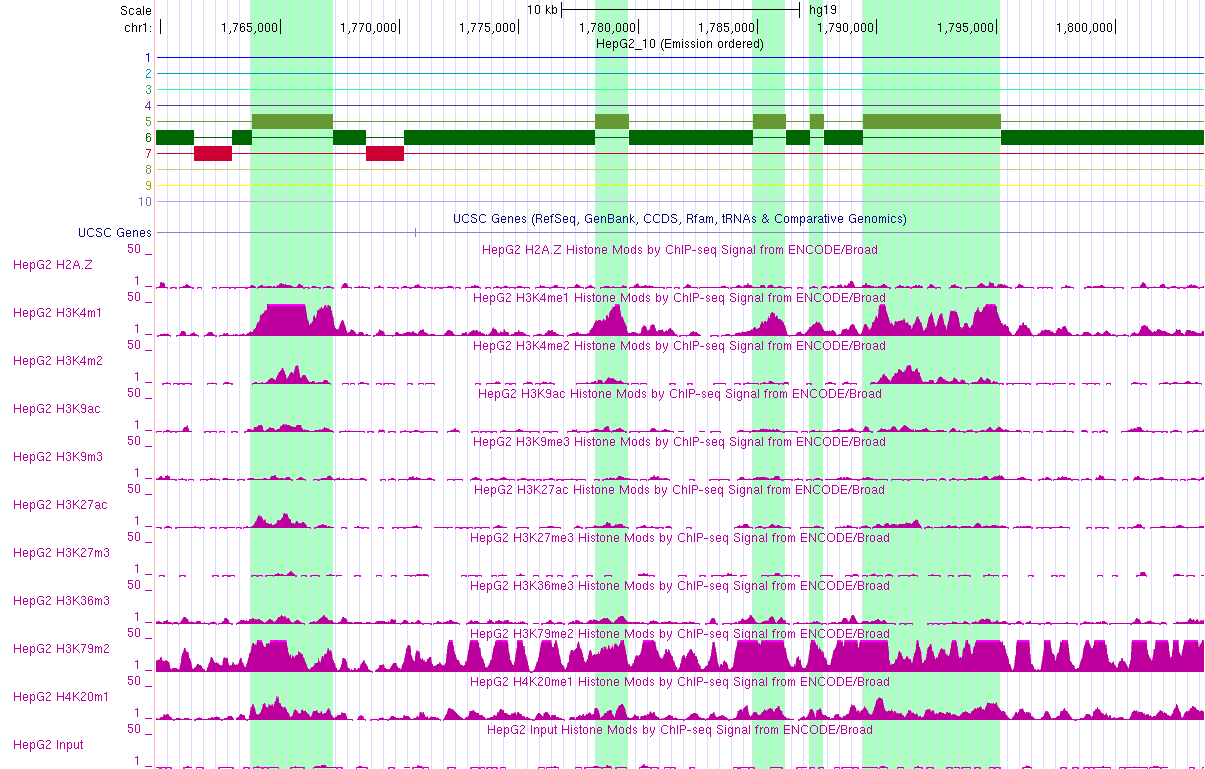 Scale 10 kb hg19
chr1: 1,765,000 1,770,000 1,775,000 1,780,000 1,785,000 1,790,000 1,795,000 1,800,000
HepG2_10 (Emission ordered)
1
2
3
4
5
6
7
8
9
10
UCSC Genes (RefSeq, GenBank, CCDS, Rfam, tRNAs & Comparative Genomics)
UCSC Genes
50 _ HepG2 H2A.Z Histone Mods by ChIP-seq Signal from ENCODE/Broad
HepG2 H2A.Z
1 _
50 _ HepG2 H3K4me1 Histone Mods by ChIP-seq Signal from ENCODE/Broad
HepG2 H3K4m1
1 _
50 _ HepG2 H3K4me2 Histone Mods by ChIP-seq Signal from ENCODE/Broad
HepG2 H3K4m2
1 _
50 _ HepG2 H3K9ac Histone Mods by ChIP-seq Signal from ENCODE/Broad
HepG2 H3K9ac
1 _
50 _ HepG2 H3K9me3 Histone Mods by ChIP-seq Signal from ENCODE/Broad
HepG2 H3K9m3
1 _
50 _ HepG2 H3K27ac Histone Mods by ChIP-seq Signal from ENCODE/Broad
HepG2 H3K27ac
1 _
50 _ HepG2 H3K27me3 Histone Mods by ChIP-seq Signal from ENCODE/Broad
HepG2 H3K27m3
1 _
50 _ HepG2 H3K36me3 Histone Mods by ChIP-seq Signal from ENCODE/Broad
HepG2 H3K36m3
1 _
50 _ HepG2 H3K79me2 Histone Mods by ChIP-seq Signal from ENCODE/Broad
HepG2 H3K79m2
1 _
50 _ HepG2 H4K20me1 Histone Mods by ChIP-seq Signal from ENCODE/Broad
HepG2 H4K20m1
1 _
50 _ HepG2 Input Histone Mods by ChIP-seq Signal from ENCODE/Broad
HepG2 Input
1 _